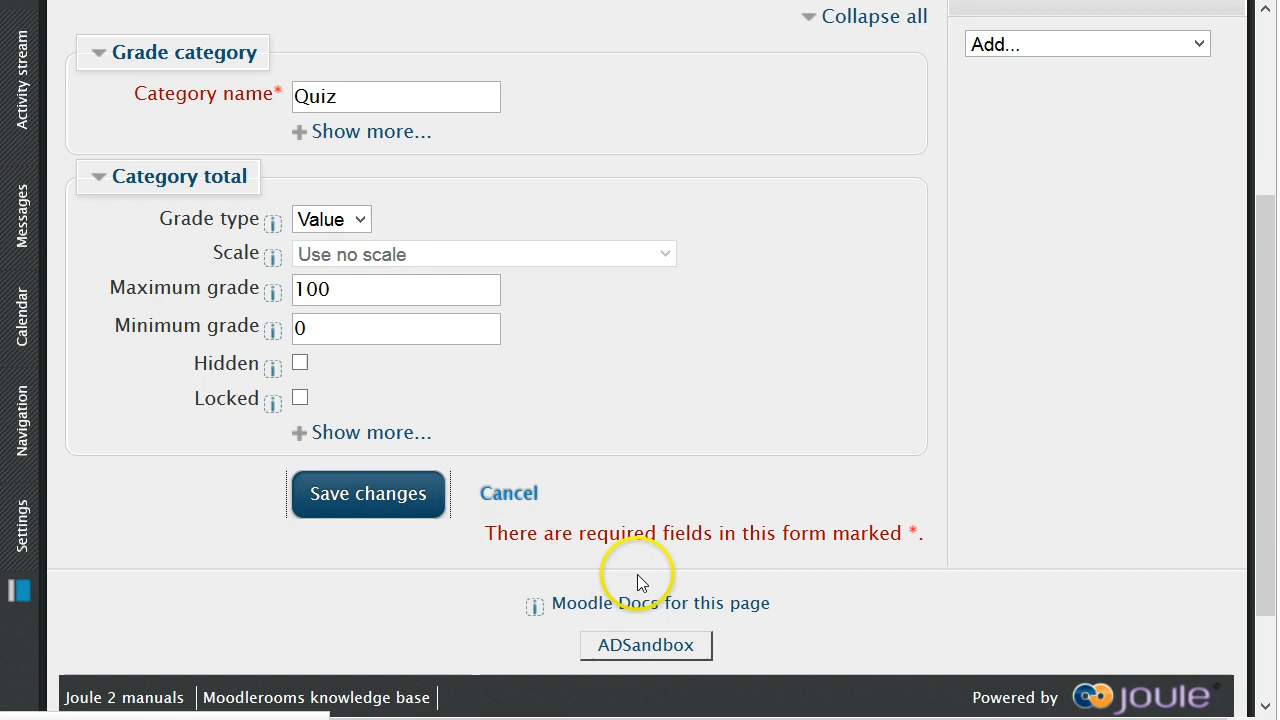 Collapse all
Add...
Grade category
Category name*
Quiz
Show more...
Category total
Grade type
Value
Scale
Use no scale
Maximum grade
100
Minimum grade
0
Hidden
Locked
Show more...
Save changes
Cancel
There are required fields in this form marked *.
Moodle Docs for this page
ADSandbox
Joule 2 manuals
Moodlerooms knowledge base
Powered by joule
Activity stream
Messages
Calendar
Navigation
Settings